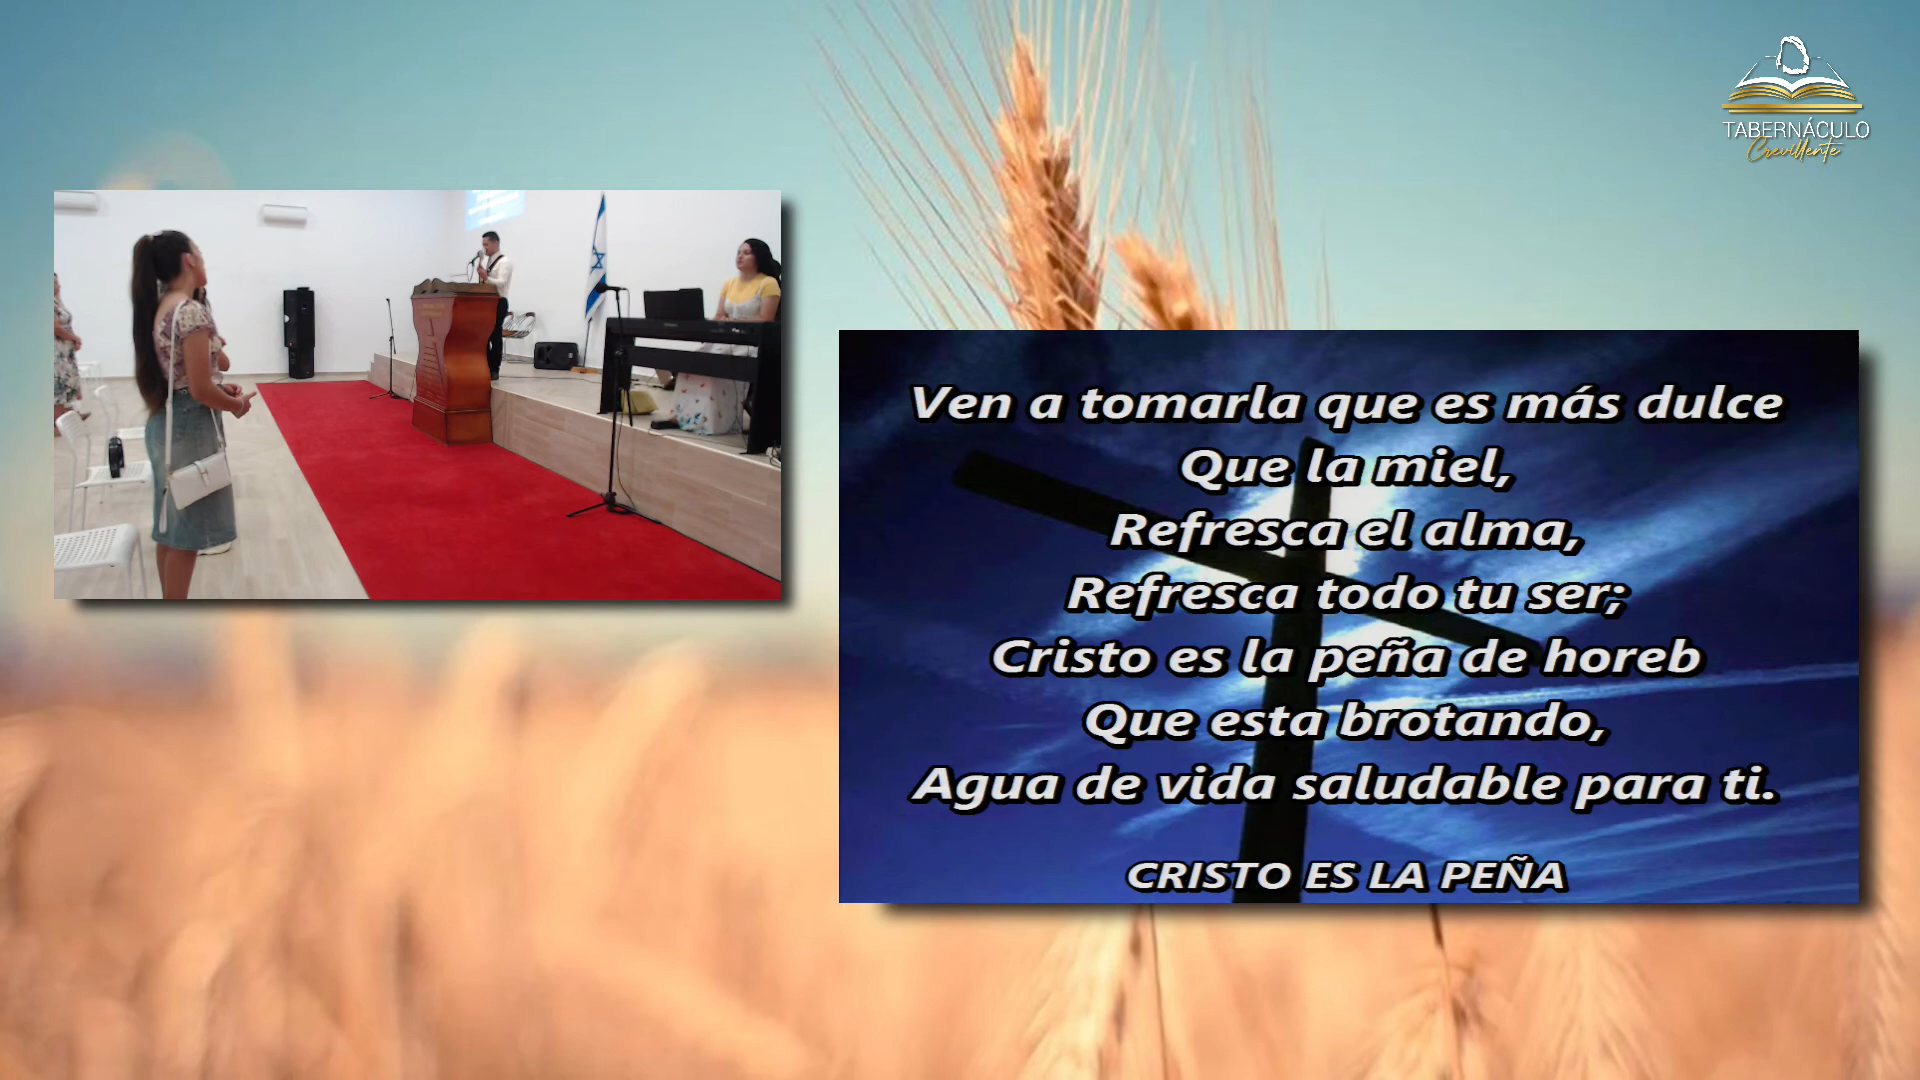 TABERNÁCULO
Crevillente
Ven a tomarla que es más dulce
Que la miel,
Refresca el alma,
Refresca todo tu ser;
Cristo es la peña de horeb
Que esta brotando,
Agua de vida saludable para ti.
CRISTO ES LA PEÑA